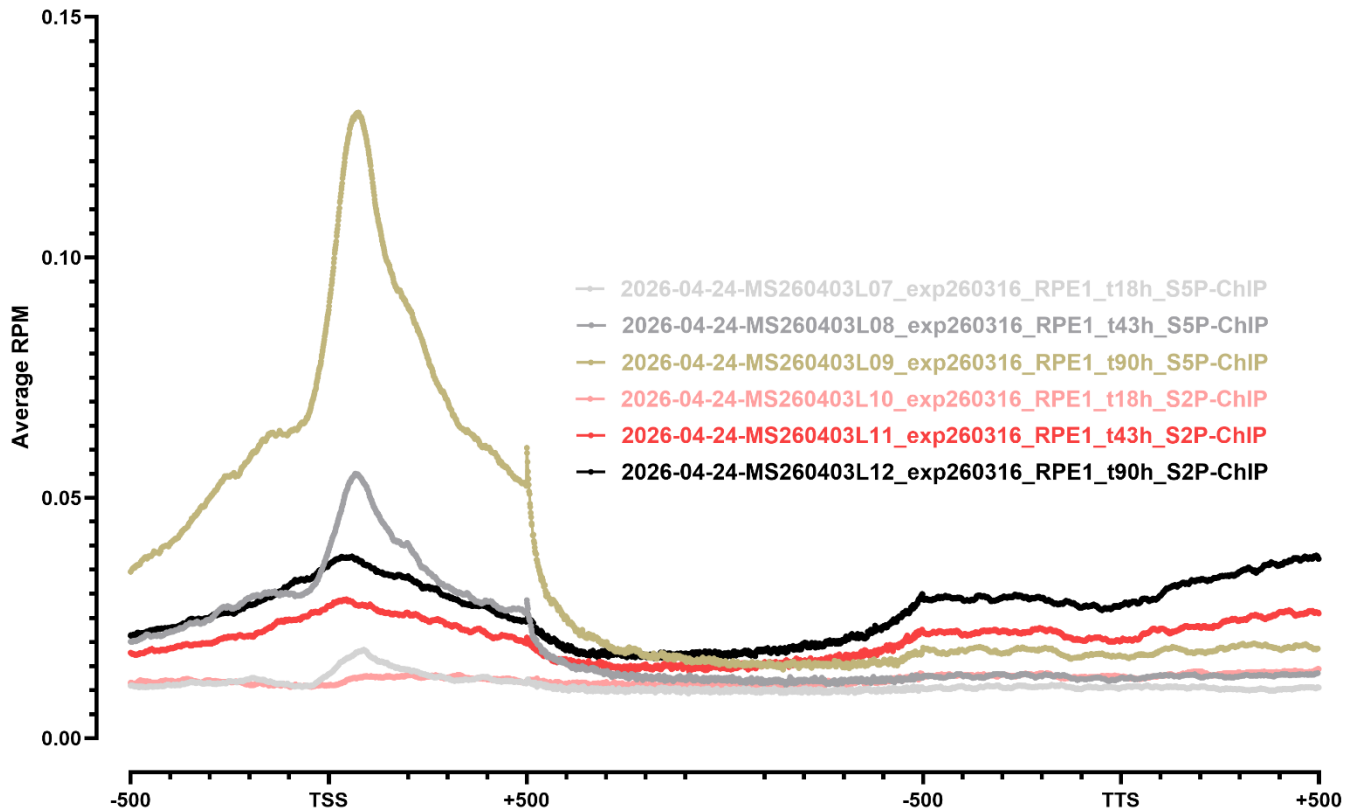 0.15
0.10
0.05
0.00
Average RPM
2026-04-24-MS260403L07_exp260316_RPE1_t18h_S5P-ChIP
2026-04-24-MS260403L08_exp260316_RPE1_t43h_S5P-ChIP
2026-04-24-MS260403L09_exp260316_RPE1_t90h_S5P-ChIP
2026-04-24-MS260403L10_exp260316_RPE1_t18h_S2P-ChIP
2026-04-24-MS260403L11_exp260316_RPE1_t43h_S2P-ChIP
2026-04-24-MS260403L12_exp260316_RPE1_t90h_S2P-ChIP
-500 TSS +500 -500 TTS +500